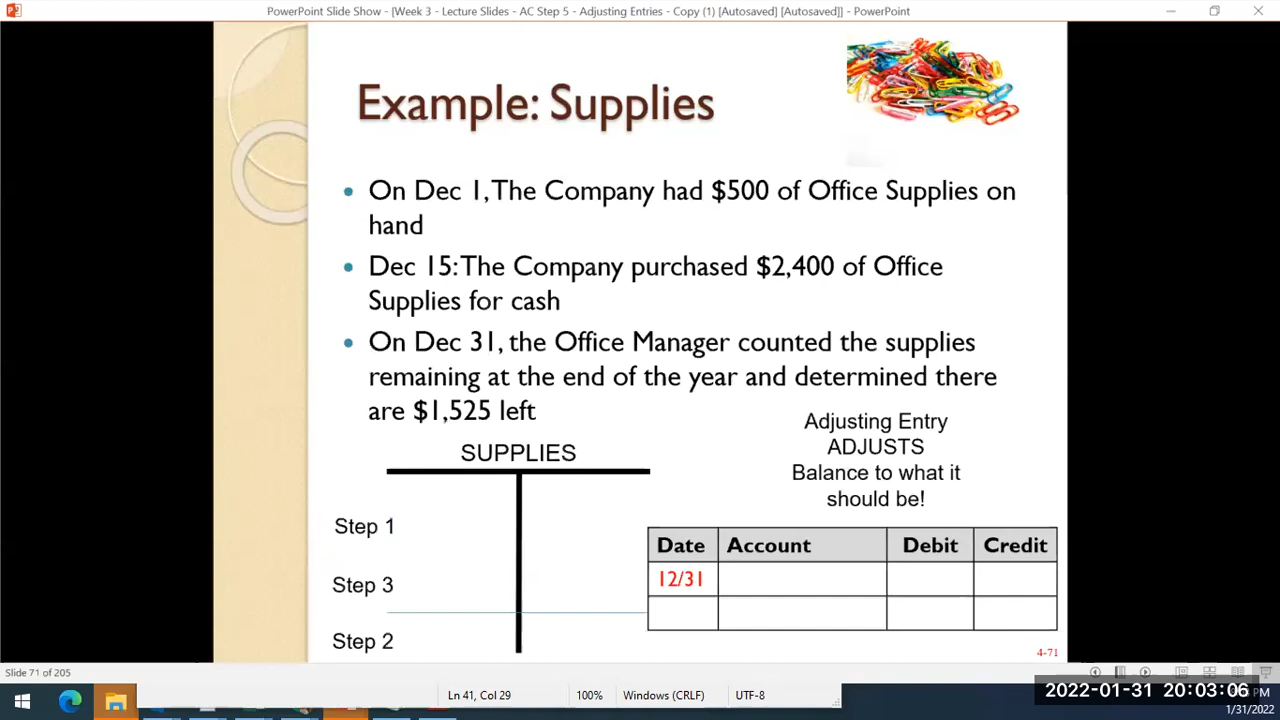 PowerPoint Slide Show - [Week 3 - Lecture Slides - AC Step 5 - Adjusting Entries - Copy (1) [Autosaved] [Autosaved]] - PowerPoint
Example: Supplies
• On Dec 1, The Company had $500 of Office Supplies on
hand
• Dec 15: The Company purchased $2,400 of Office
Supplies for cash
• On Dec 31, the Office Manager counted the supplies
remaining at the end of the year and determined there
are $1,525 left
Adjusting Entry
ADJUSTS
Balance to what it
should be!
SUPPLIES
Step 1
Step 3
Step 2
Date Account Debit Credit
12/31
4-71
Slide 71 of 205
Ln 41, Col 29 100% Windows (CRLF) UTF-8
2022-01-31 20:03:06
1/31/2022